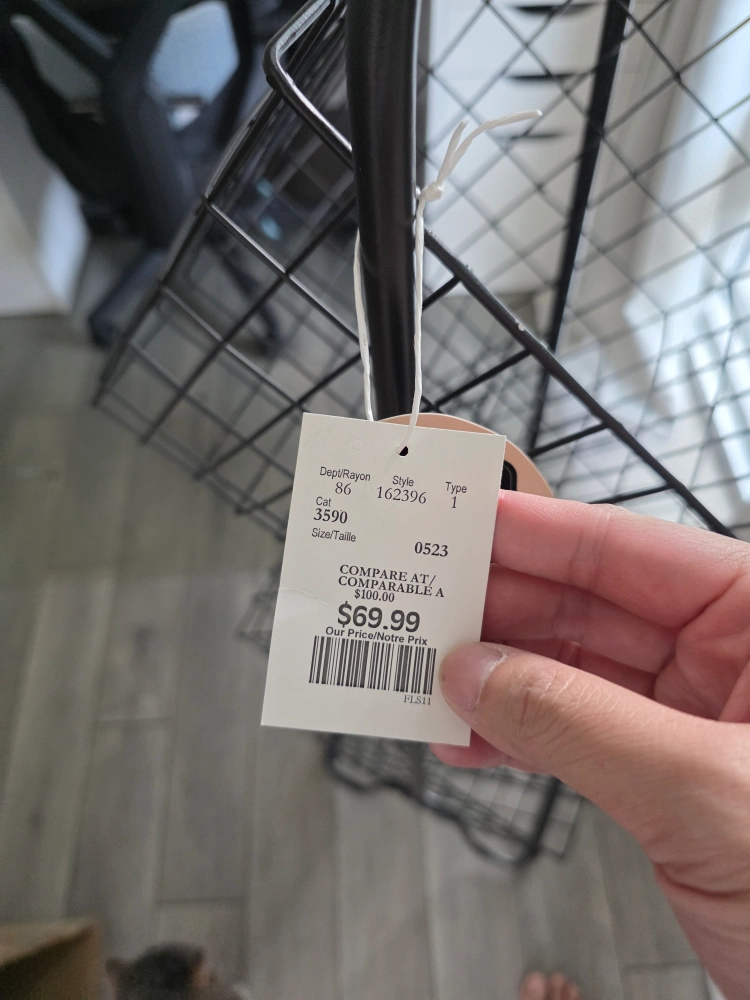 Dept/Rayon Style Type
86 162396 1
Cat
3590
Size/Taille
0523
COMPARE AT/
COMPARABLE A
$100.00
$69.99
Our Price/Notre Prix
FLS11